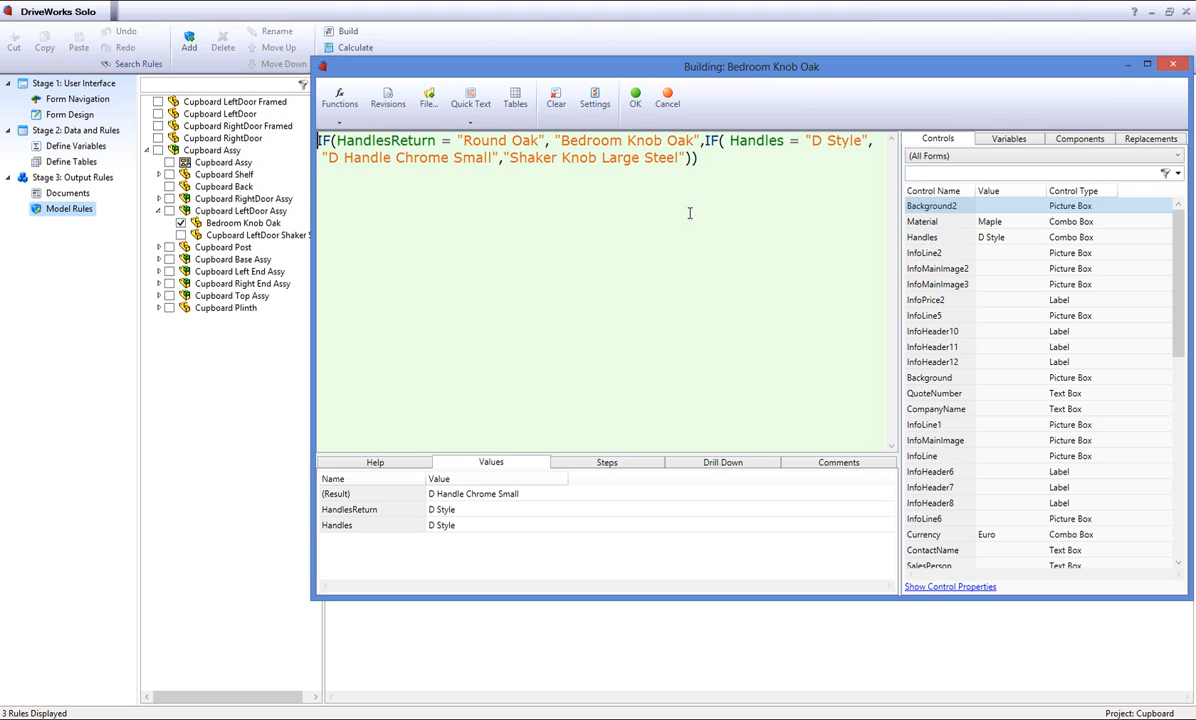 DriveWorks Solo
Cut
Copy
Paste
Undo
Redo
Search Rules
Add
Delete
Rename
Move Up
Move Down
Build
Calculate
Stage 1: User Interface
Form Navigation
Form Design
Stage 2: Data and Rules
Define Variables
Define Tables
Stage 3: Output Rules
Documents
Model Rules
Cupboard LeftDoor Framed
Cupboard LeftDoor
Cupboard RightDoor Framed
Cupboard RightDoor
Cupboard Assy
Cupboard Assy
Cupboard Shelf
Cupboard Back
Cupboard RightDoor Assy
Cupboard LeftDoor Assy
Bedroom Knob Oak
Cupboard LeftDoor Shaker S
Cupboard Post
Cupboard Base Assy
Cupboard Left End Assy
Cupboard Right End Assy
Cupboard Top Assy
Cupboard Plinth
Building: Bedroom Knob Oak
Functions
Revisions
File...
Quick Text
Tables
Clear
Settings
OK
Cancel
IF(HandlesReturn = "Round Oak", "Bedroom Knob Oak",IF( Handles = "D Style",
"D Handle Chrome Small","Shaker Knob Large Steel"))
Help
Values
Steps
Drill Down
Comments
Name Value
(Result) D Handle Chrome Small
HandlesReturn D Style
Handles D Style
Controls
Variables
Components
Replacements
(All Forms)
Control Name Value Control Type
Background2 Picture Box
Material Maple Combo Box
Handles D Style Combo Box
InfoLine2 Picture Box
InfoMainImage2 Picture Box
InfoMainImage3 Picture Box
InfoPrice2 Label
InfoLine5 Picture Box
InfoHeader10 Label
InfoHeader11 Label
InfoHeader12 Label
Background Picture Box
QuoteNumber Text Box
CompanyName Text Box
InfoLine1 Picture Box
InfoMainImage Picture Box
InfoLine Picture Box
InfoHeader6 Label
InfoHeader7 Label
InfoHeader8 Label
InfoLine6 Picture Box
Currency Euro Combo Box
ContactName Text Box
SalesPerson Text Box
Show Control Properties
3 Rules Displayed
Project: Cupboard